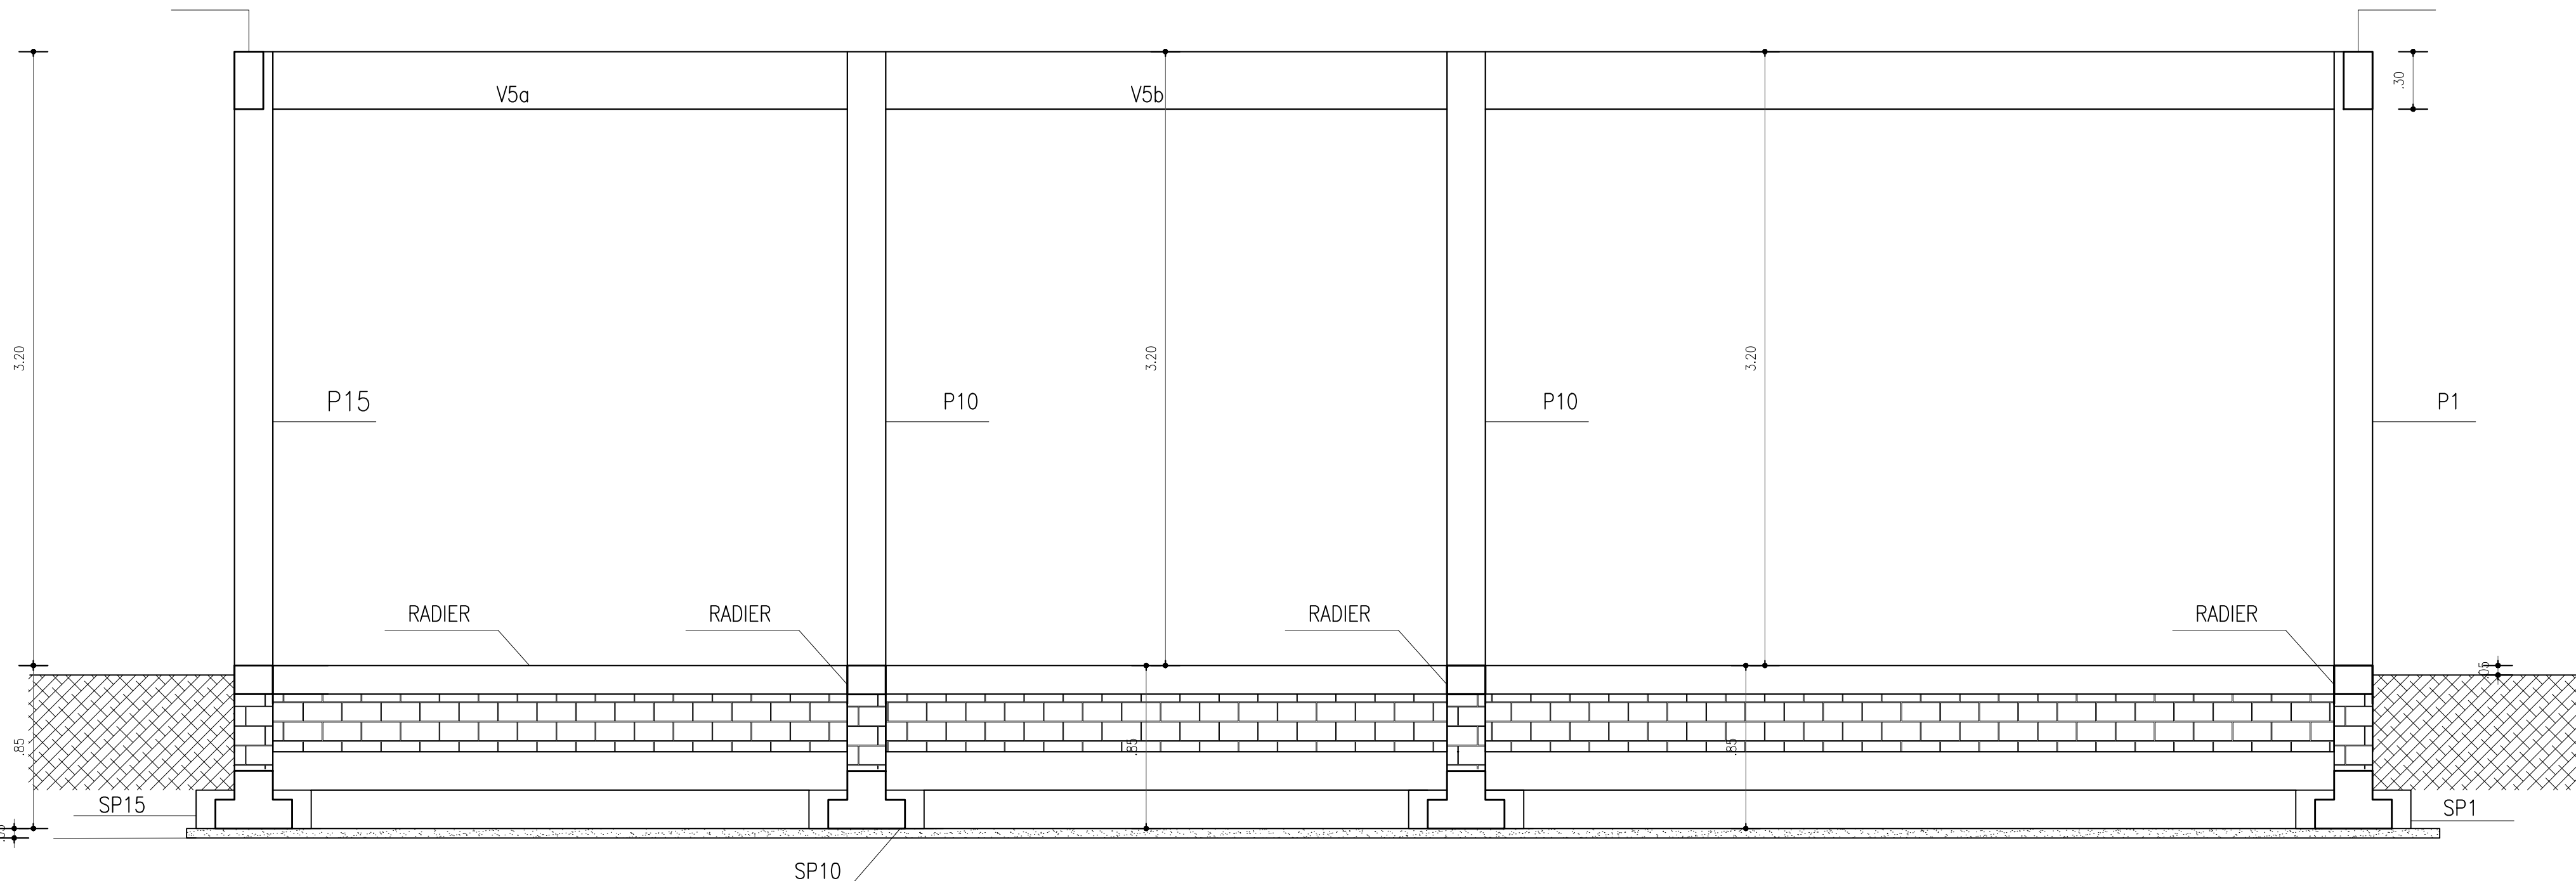 V5a
V5b
.30
3.20
3.20
3.20
P15
P10
P10
P1
RADIER
RADIER
RADIER
RADIER
.05
.85
.85
.85
SP15
SP1
SP10